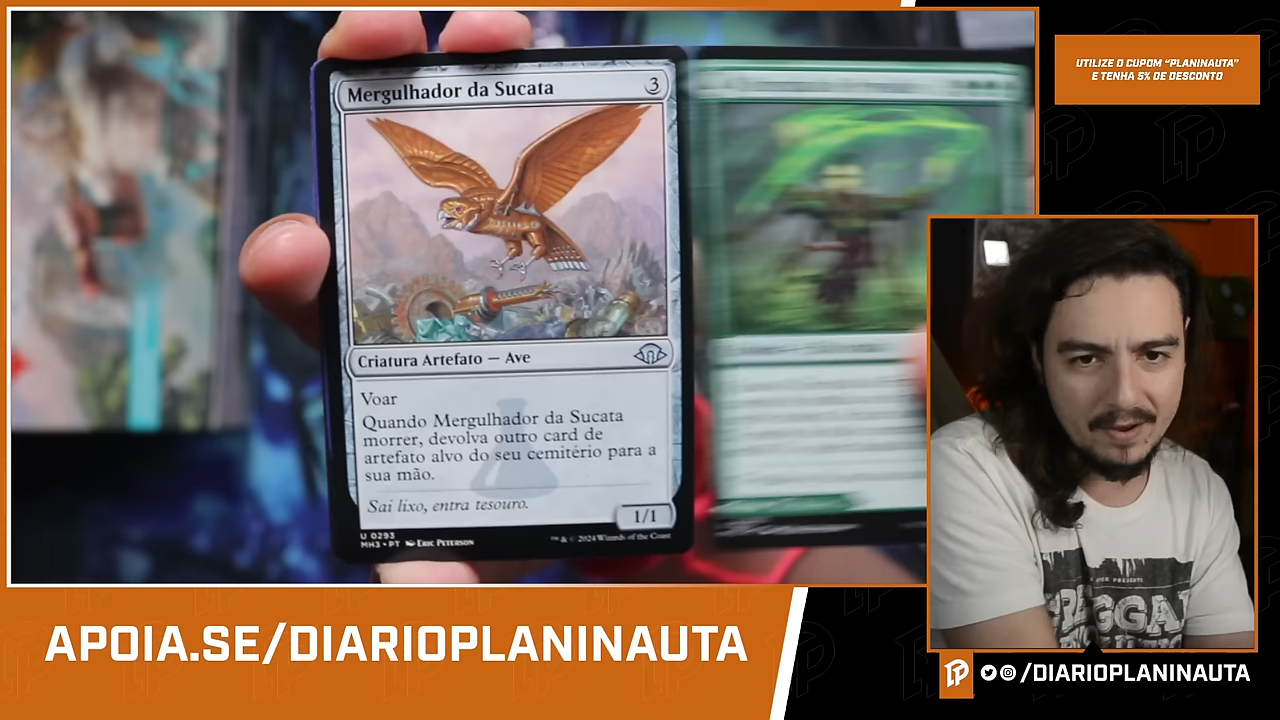 UTILIZE O CUPOM "PLANINAUTA"
E TENHA 5% DE DESCONTO
Mergulhador da Sucata 3
Criatura Artefato — Ave
Voar
Quando Mergulhador da Sucata
morrer, devolva outro card de
artefato alvo do seu cemitério para a
sua mão.
Sai lixo, entra tesouro.
1/1
U 0293
MH3 • PT ERIC PETERSON
™ & © 2024 Wizards of the Coast
APOIA.SE/DIARIOPLANINAUTA
/DIARIOPLANINAUTA